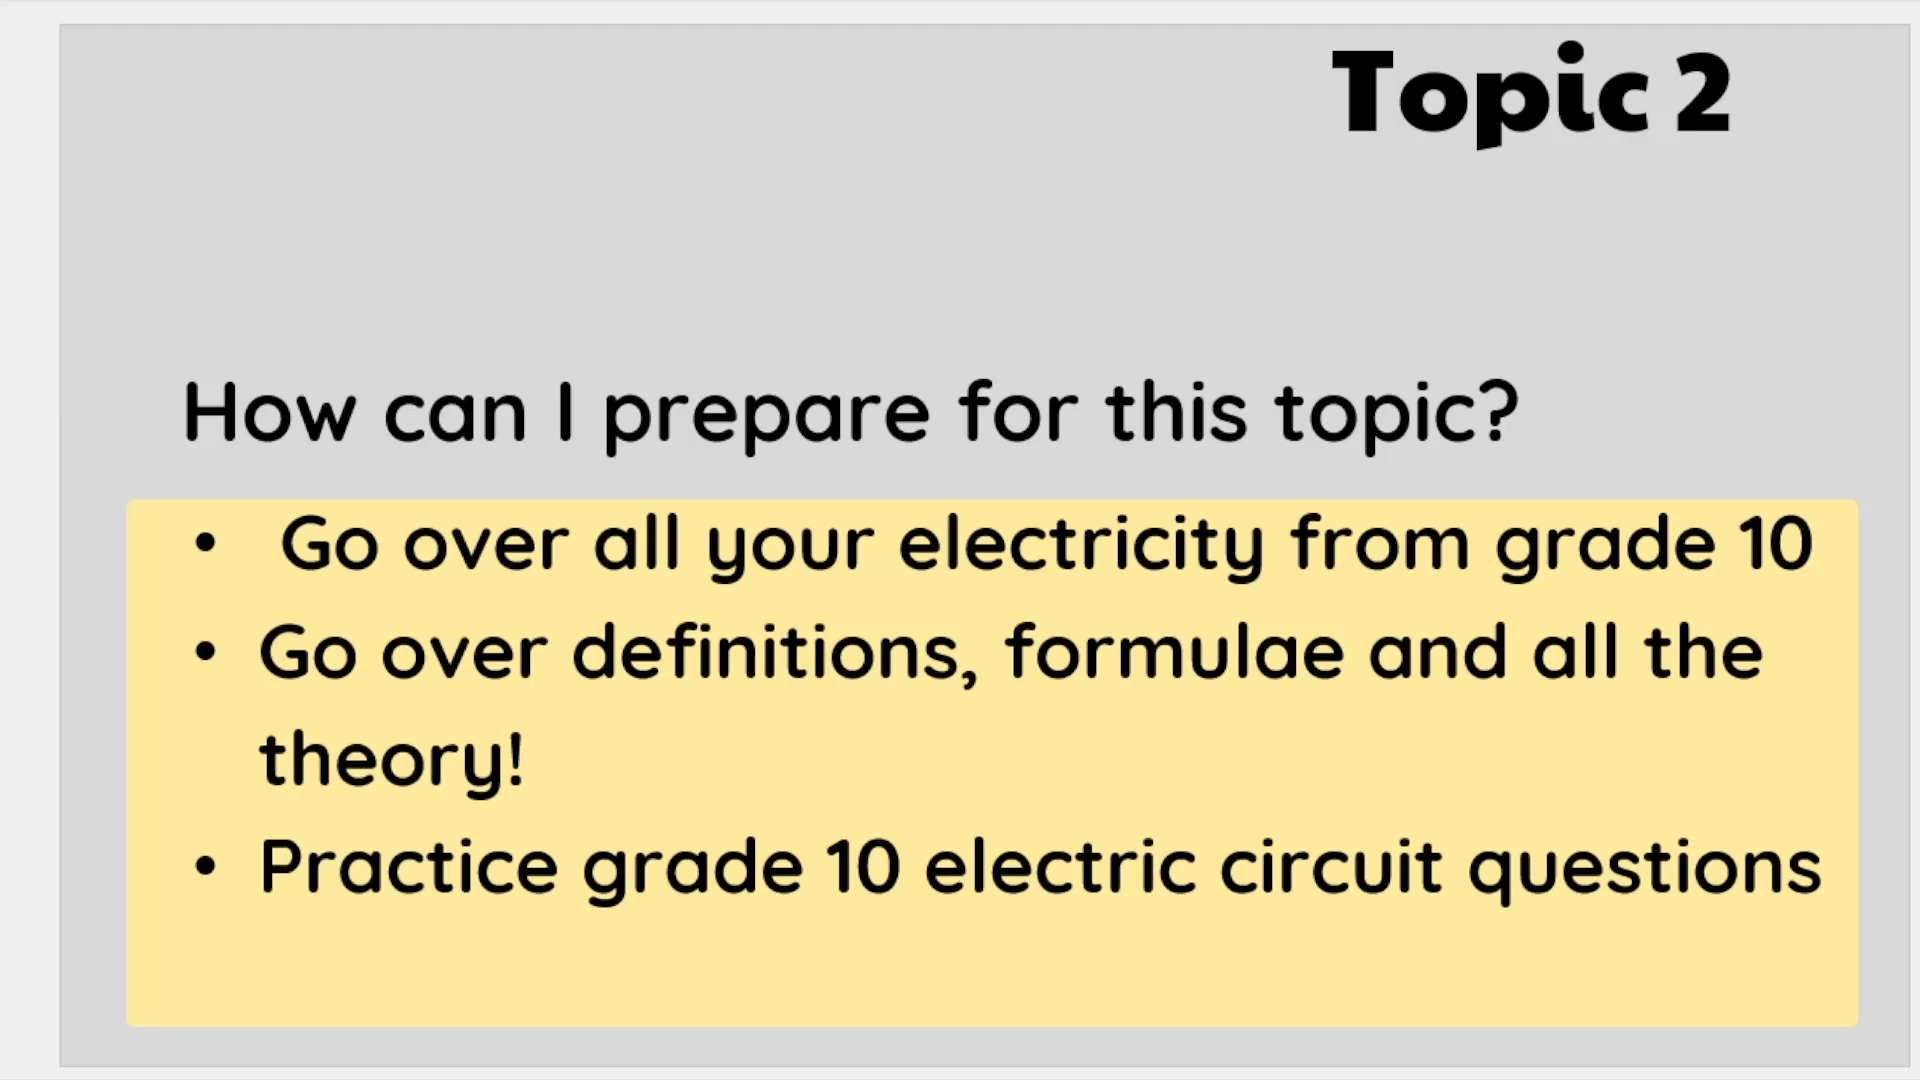 Topic 2
How can I prepare for this topic?
• Go over all your electricity from grade 10
• Go over definitions, formulae and all the
theory!
• Practice grade 10 electric circuit questions